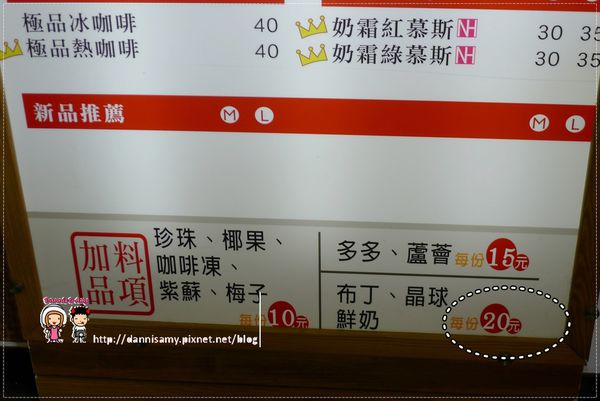 極品冰咖啡 40
極品熱咖啡 40
奶霜紅慕斯 NH 30 35
奶霜綠慕斯 NH 30 35
新品推薦 M L
M L
加料品項
珍珠、椰果、
咖啡凍、
紫蘇、梅子
每份10元
多多、蘆薈 每份15元
布丁、晶球
鮮奶 每份20元
http://dannisamy.pixnet.net/blog